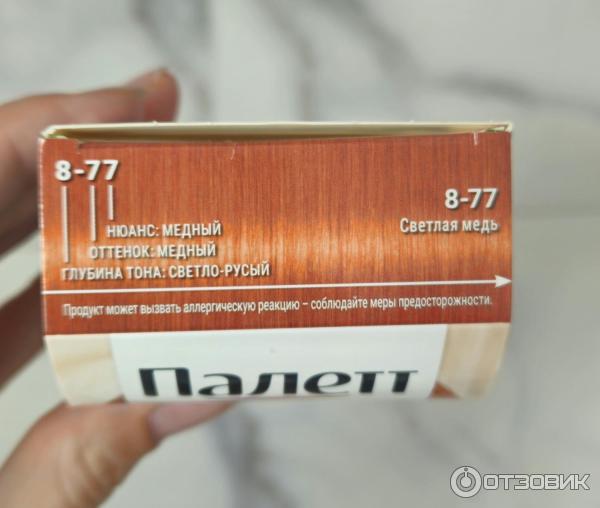 8-77
НЮАНС: МЕДНЫЙ
ОТТЕНОК: МЕДНЫЙ
ГЛУБИНА ТОНА: СВЕТЛО-РУСЫЙ
8-77
Светлая медь
Продукт может вызвать аллергическую реакцию – соблюдайте меры предосторожности.
Палетт
ОТЗОВИК